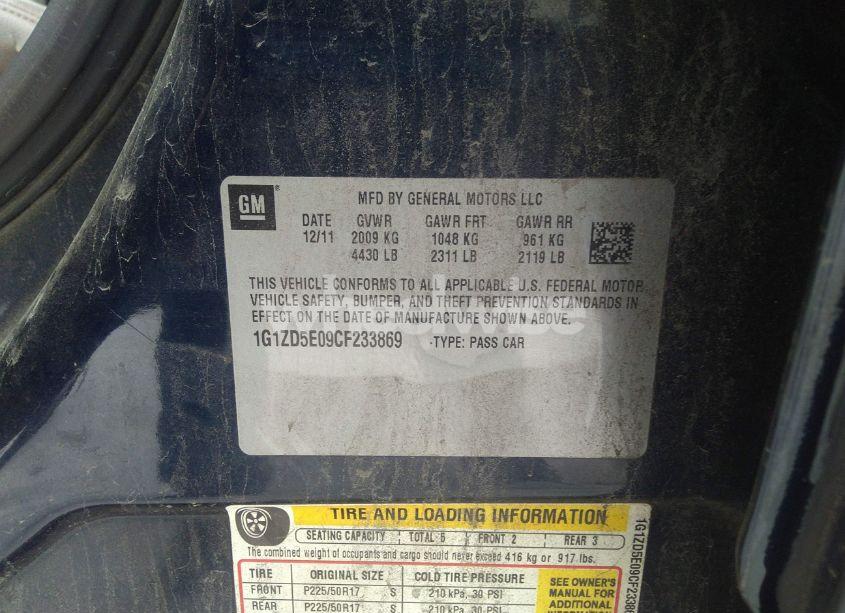 GM
MFD BY GENERAL MOTORS LLC
DATE GVWR GAWR FRT GAWR RR
12/11 2009 KG 1048 KG 961 KG
4430 LB 2311 LB 2119 LB
THIS VEHICLE CONFORMS TO ALL APPLICABLE U.S. FEDERAL MOTOR
VEHICLE SAFETY, BUMPER, AND THEFT PREVENTION STANDARDS IN
EFFECT ON THE DATE OF MANUFACTURE SHOWN ABOVE.
1G1ZD5E09CF233869 -TYPE: PASS CAR
TIRE AND LOADING INFORMATION
SEATING CAPACITY TOTAL 5 FRONT 2 REAR 3
The combined weight of occupants and cargo should never exceed 416 kg or 917 lbs.
TIRE ORIGINAL SIZE COLD TIRE PRESSURE
FRONT P225/50R17 S 210 kPa, 30 PSI
REAR P225/50R17 S 210 kPa, 30 PSI
SEE OWNER'S
MANUAL FOR
ADDITIONAL
INFORMATION
1G1ZD5E09CF23386